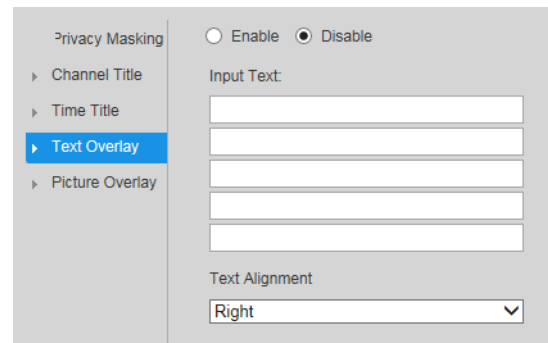 Privacy Masking
Channel Title
Time Title
Text Overlay
Picture Overlay
Enable Disable
Input Text:
Text Alignment
Right